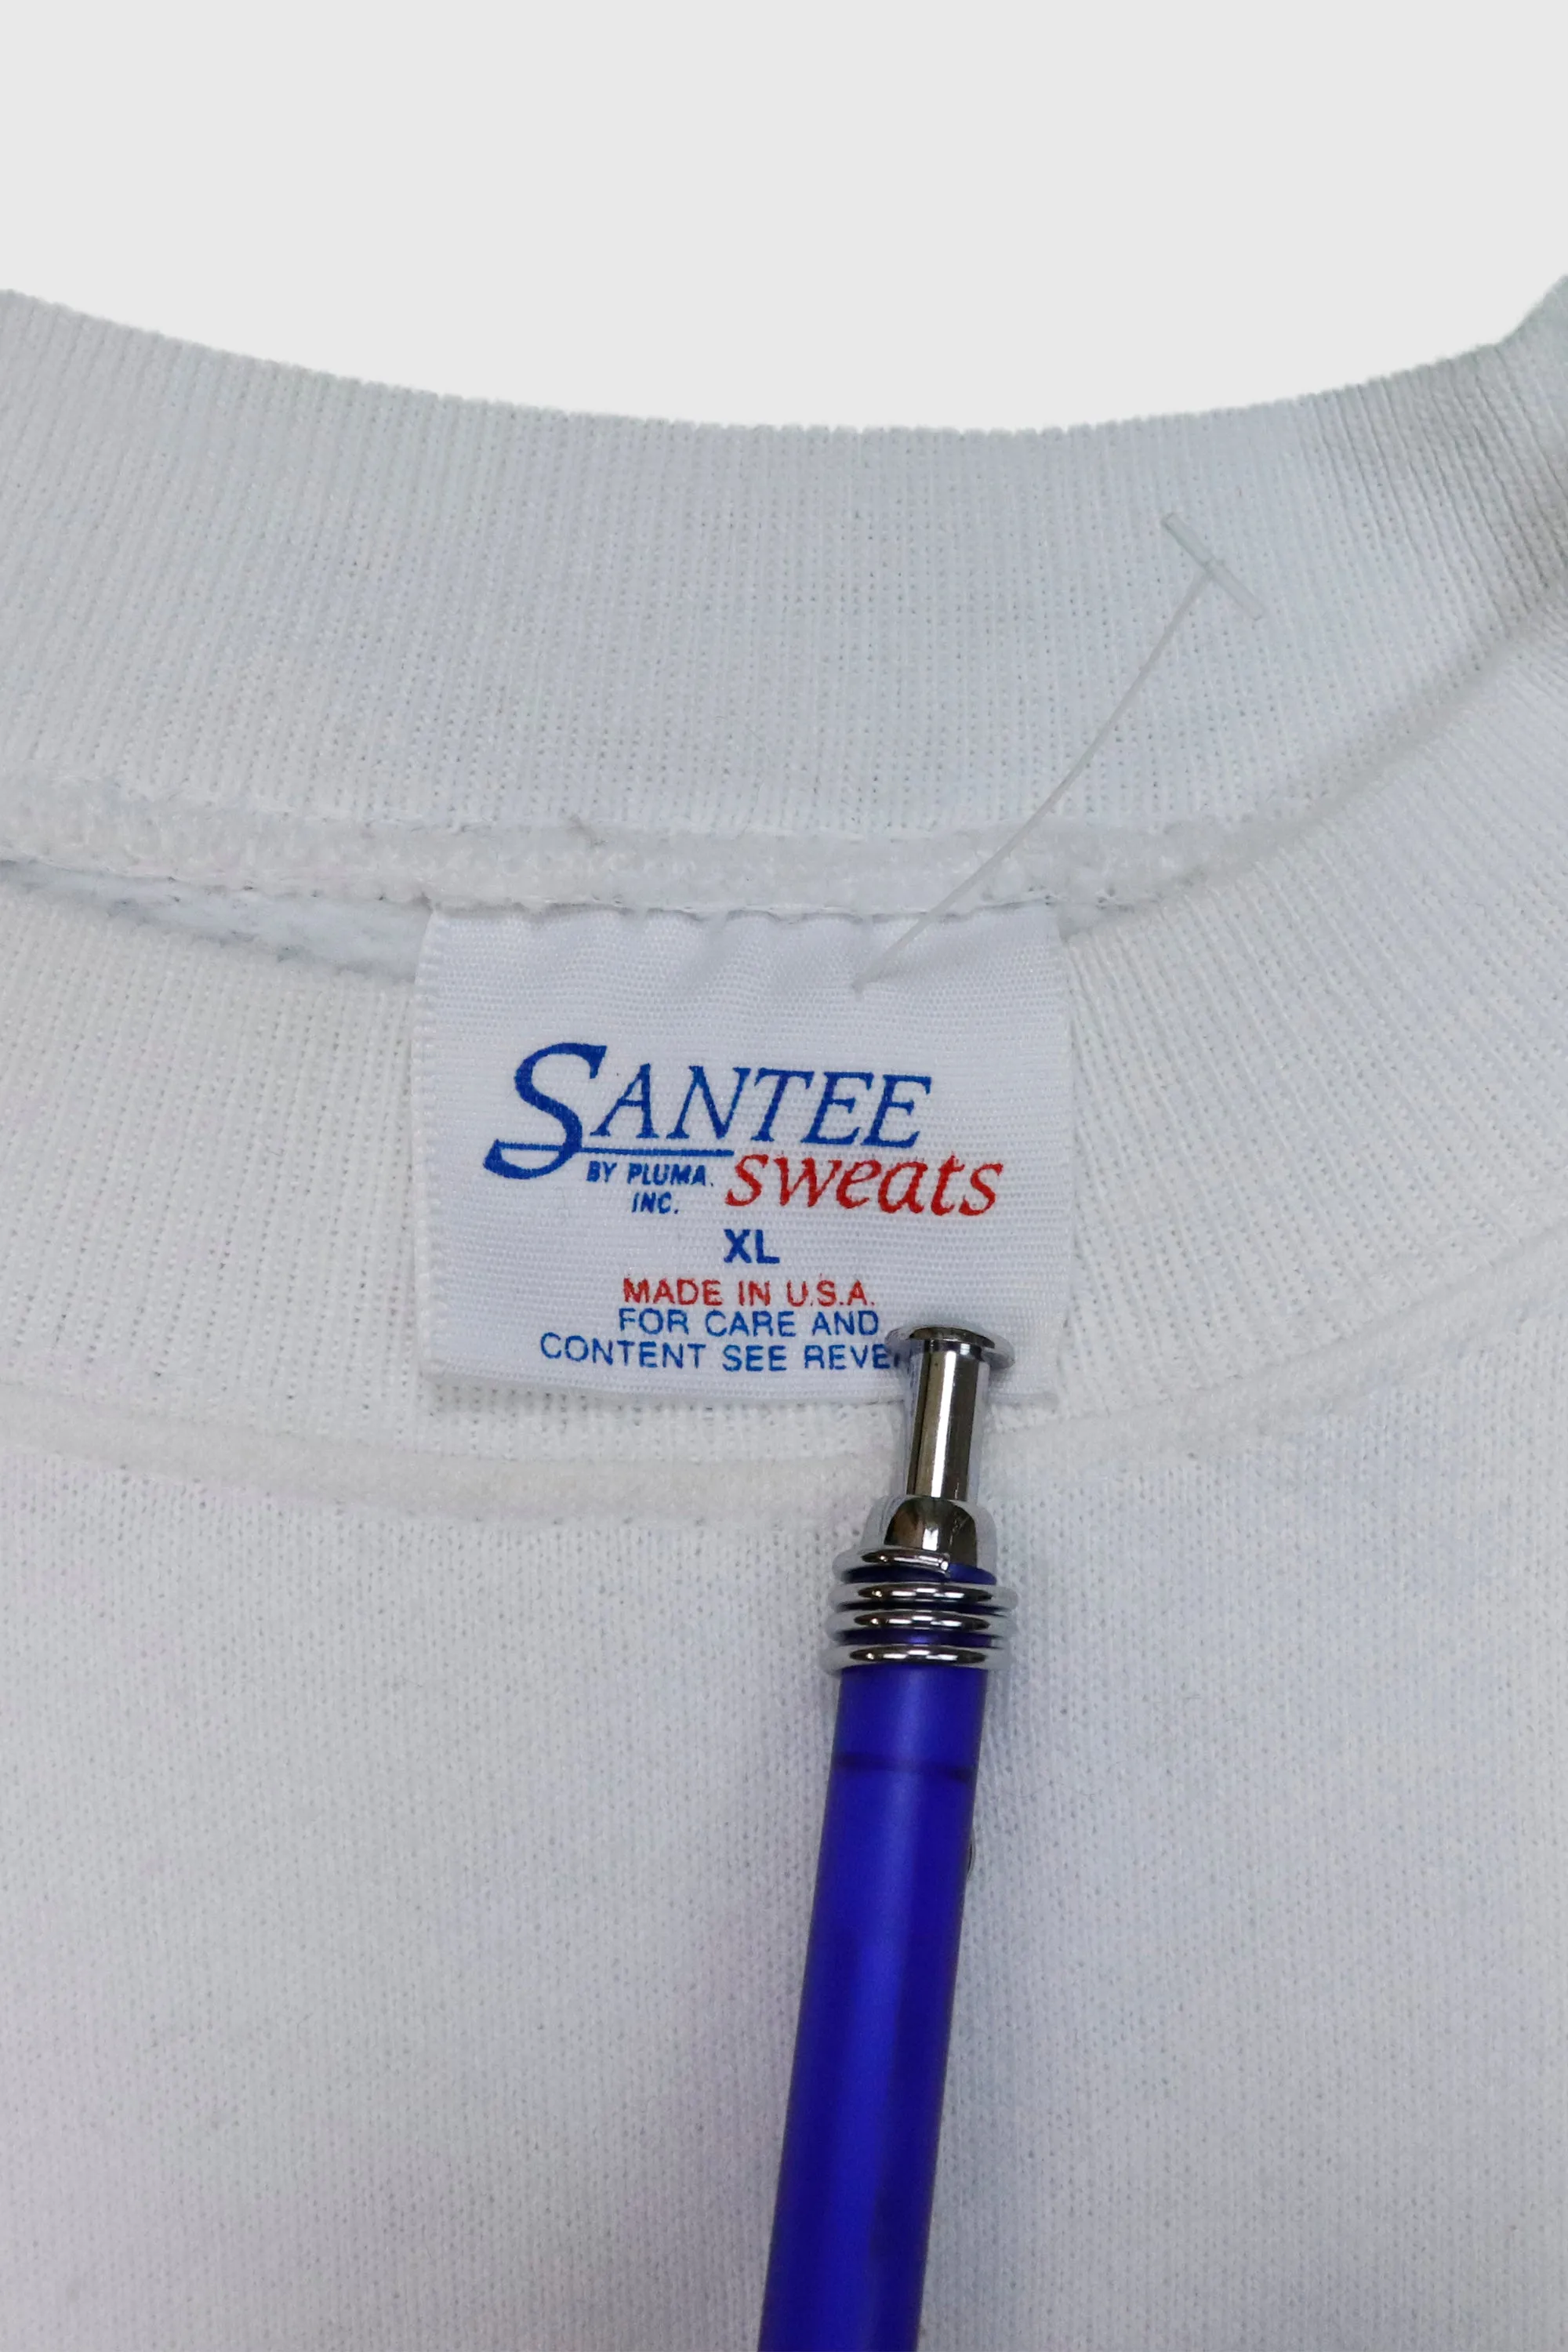 SANTEE
BY PLUMA, sweats
INC.
XL
MADE IN U.S.A.
FOR CARE AND
CONTENT SEE